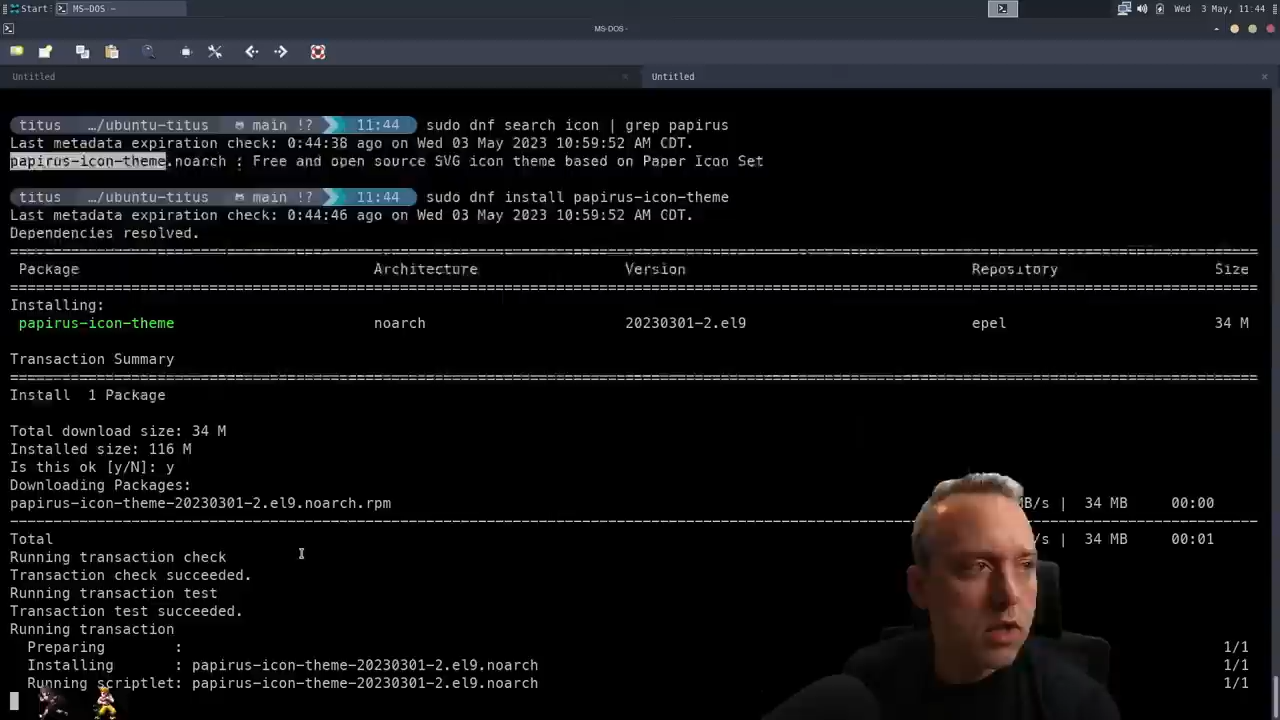 Start MS-DOS - Wed 3 May, 11:44
MS-DOS -
Untitled Untitled
titus …/ubuntu-titus main !? 11:44 sudo dnf search icon | grep papirus
Last metadata expiration check: 0:44:38 ago on Wed 03 May 2023 10:59:52 AM CDT.
papirus-icon-theme.noarch : Free and open source SVG icon theme based on Paper Icon Set
titus …/ubuntu-titus main !? 11:44 sudo dnf install papirus-icon-theme
Last metadata expiration check: 0:44:46 ago on Wed 03 May 2023 10:59:52 AM CDT.
Dependencies resolved.
Package Architecture Version Repository Size
Installing:
papirus-icon-theme noarch 20230301-2.el9 epel 34 M
Transaction Summary
Install 1 Package
Total download size: 34 M
Installed size: 116 M
Is this ok [y/N]: y
Downloading Packages:
papirus-icon-theme-20230301-2.el9.noarch.rpm MB/s | 34 MB 00:00
Total /s | 34 MB 00:01
Running transaction check
Transaction check succeeded.
Running transaction test
Transaction test succeeded.
Running transaction
Preparing : 1/1
Installing : papirus-icon-theme-20230301-2.el9.noarch 1/1
Running scriptlet: papirus-icon-theme-20230301-2.el9.noarch 1/1